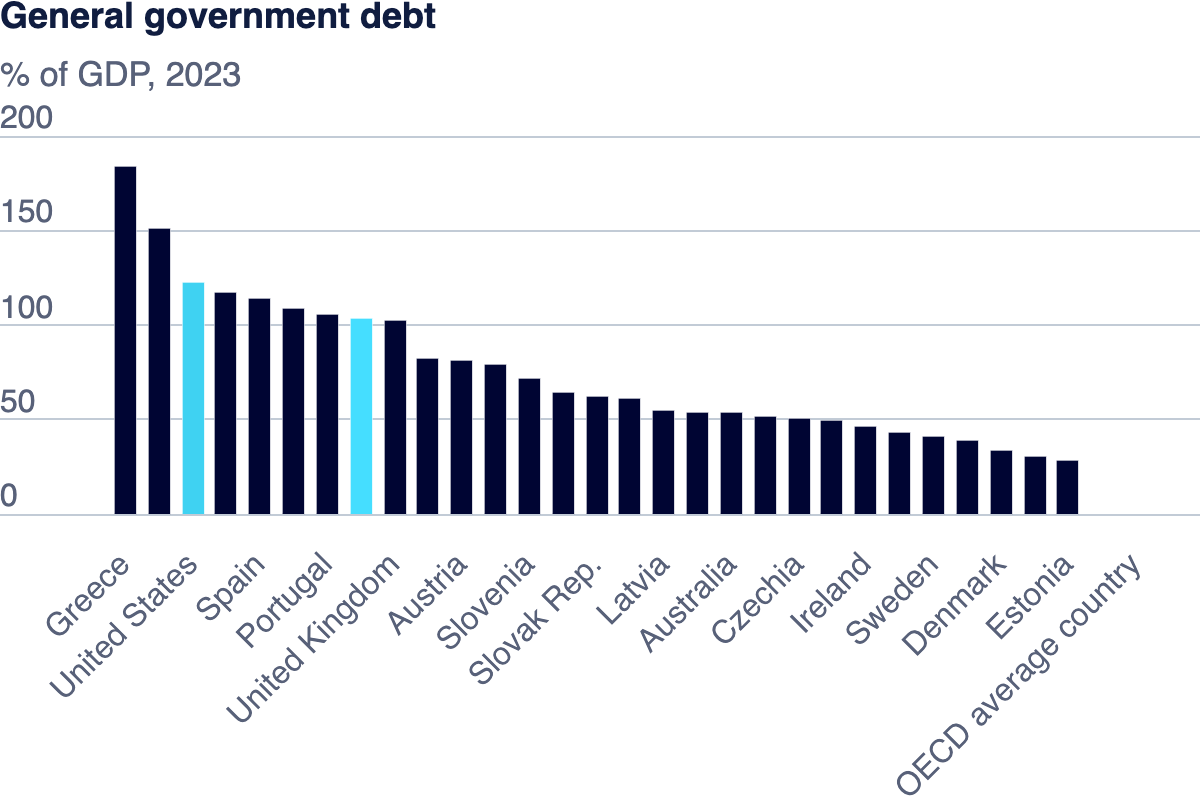 General government debt
% of GDP, 2023
200
150
100
50
0
Greece
United States
Spain
Portugal
United Kingdom
Austria
Slovenia
Slovak Rep.
Latvia
Australia
Czechia
Ireland
Sweden
Denmark
Estonia
OECD average country